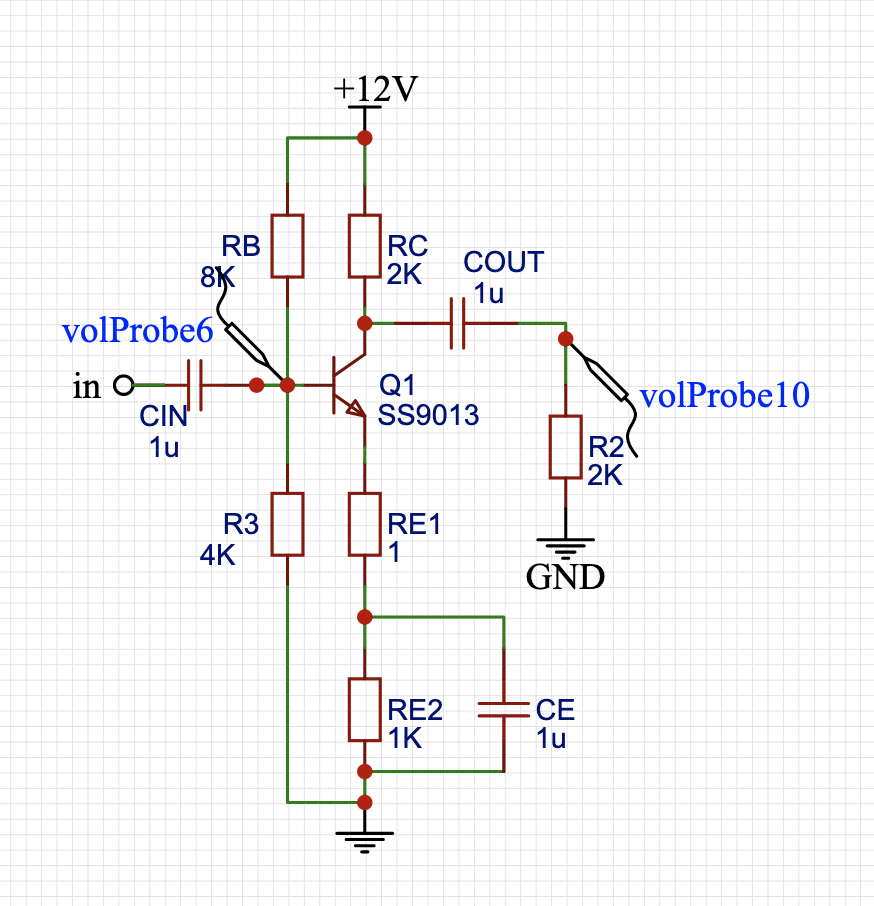 +12V
RB
8K
RC
2K
COUT
1u
volProbe6
in
CIN
1u
Q1
SS9013
volProbe10
R2
2K
GND
R3
4K
RE1
1
RE2
1K
CE
1u